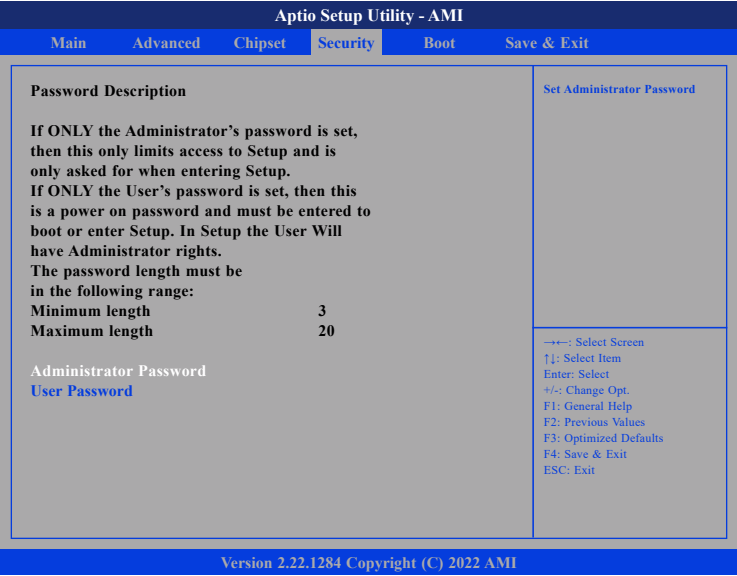 Aptio Setup Utility - AMI
Main Advanced Chipset Security Boot Save & Exit
Password Description
If ONLY the Administrator’s password is set,
then this only limits access to Setup and is
only asked for when entering Setup.
If ONLY the User’s password is set, then this
is a power on password and must be entered to
boot or enter Setup. In Setup the User Will
have Administrator rights.
The password length must be
in the following range:
Minimum length 3
Maximum length 20
Administrator Password
User Password
Set Administrator Password
→←: Select Screen
↑↓: Select Item
Enter: Select
+/-: Change Opt.
F1: General Help
F2: Previous Values
F3: Optimized Defaults
F4: Save & Exit
ESC: Exit
Version 2.22.1284 Copyright (C) 2022 AMI